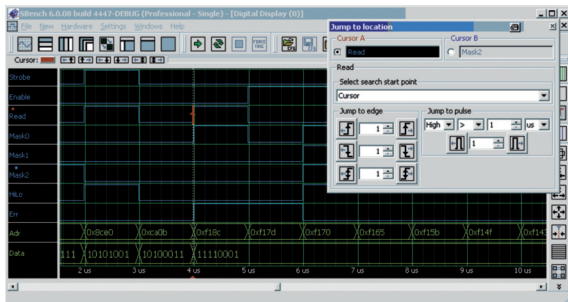 SBench 6.0.08 build 4447-DEBUG (Professional - Single) - [Digital Display (0)]
File New Hardware Settings Windows Help
Cursor:
Strobe
Enable
Read
Mask0
Mask1
Mask2
HiLo
Err
Adr 0x8ce0 0xca0b 0xf18c 0xf17d 0xf170 0xf165 0xf15b 0xf14f
Data 111 10101001 10100011 11110001
2 us 3 us 4 us 5 us 6 us 7 us 8 us 9 us 10 us
Jump to location
Cursor A Cursor B
Read Mask2
Read
Select search start point
Cursor
Jump to edge Jump to pulse
1 High > 1 us
1 1
1